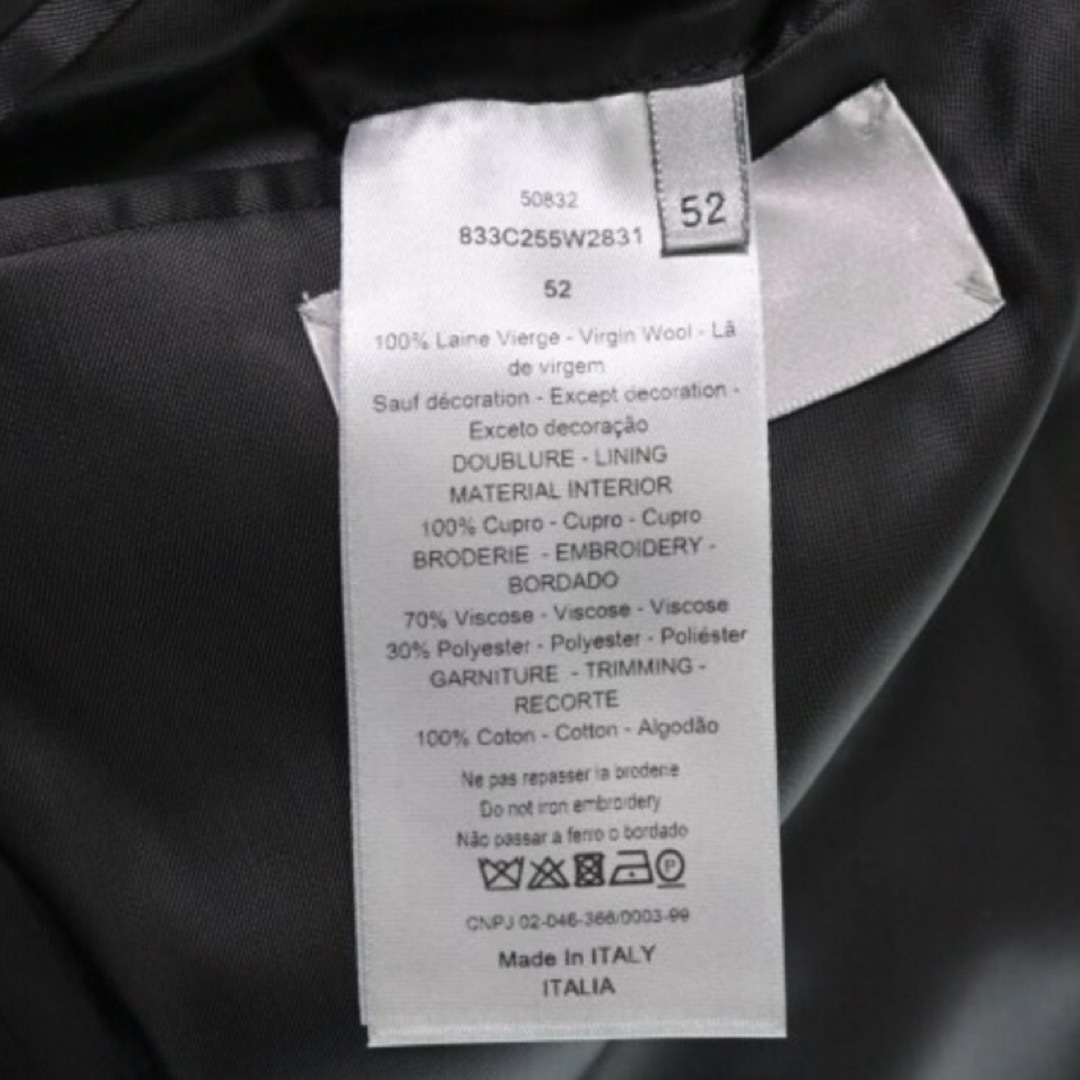 52
50832
833C255W2831
52
100% Laine Vierge - Virgin Wool - Lã
de virgem
Sauf décoration - Except decoration -
Exceto decoração
DOUBLURE - LINING
MATERIAL INTERIOR
100% Cupro - Cupro - Cupro
BRODERIE - EMBROIDERY -
BORDADO
70% Viscose - Viscose - Viscose
30% Polyester - Polyester - Poliéster
GARNITURE - TRIMMING -
RECORTE
100% Coton - Cotton - Algodão
Ne pas repasser la broderie
Do not iron embroidery
Não passar a ferro o bordado
P
CNPJ 02-046-366/0003-99
Made In ITALY
ITALIA